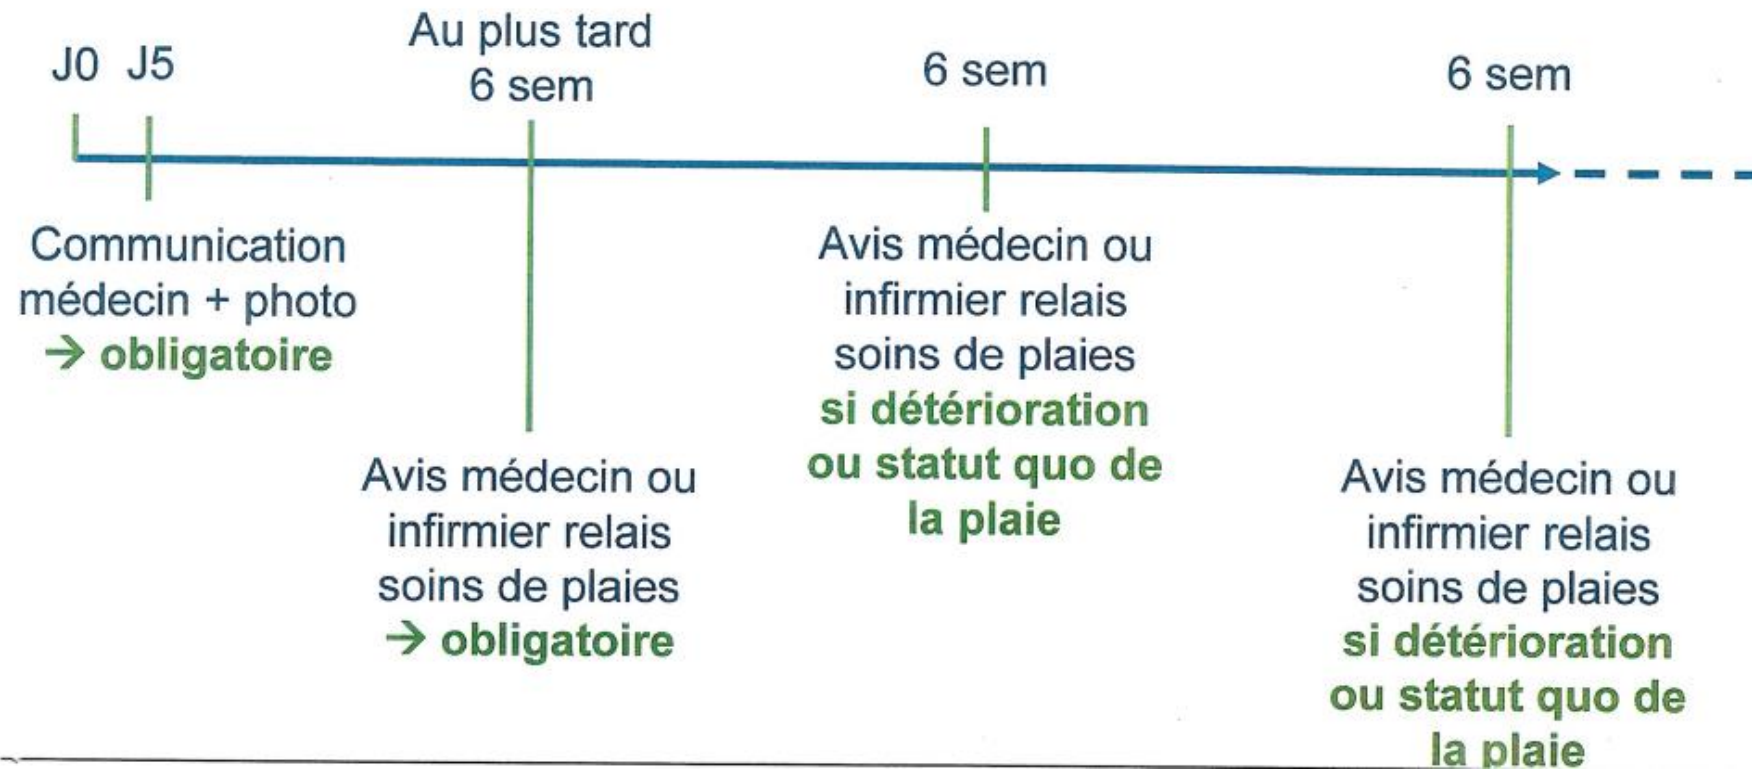 J0 J5
Au plus tard
6 sem
6 sem
6 sem
Communication
médecin + photo
→ obligatoire
Avis médecin ou
infirmier relais
soins de plaies
→ obligatoire
Avis médecin ou
infirmier relais
soins de plaies
si détérioration
ou statut quo de
la plaie
Avis médecin ou
infirmier relais
soins de plaies
si détérioration
ou statut quo de
la plaie